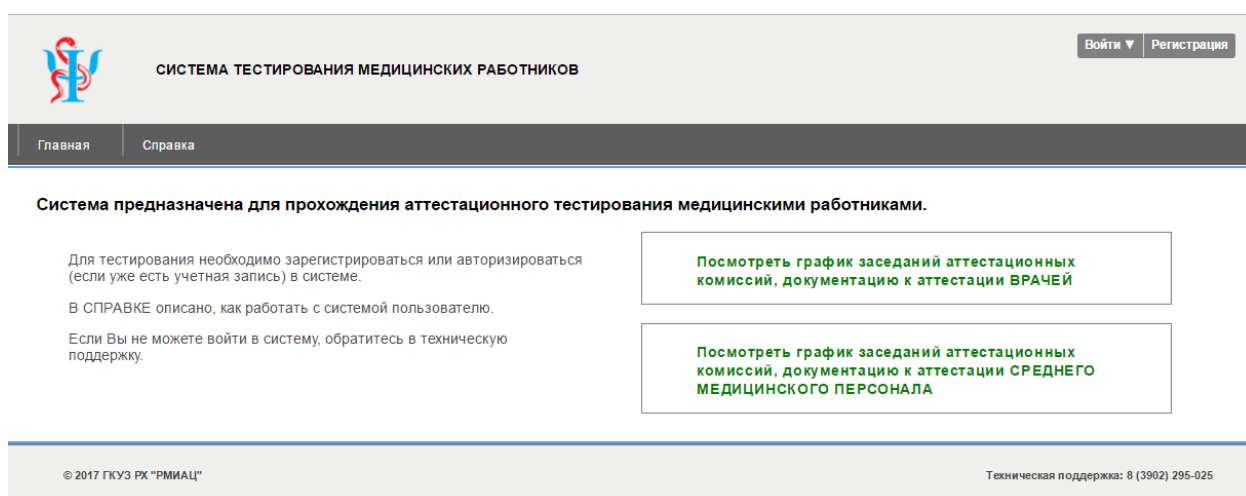 Войти ▼ Регистрация
СИСТЕМА ТЕСТИРОВАНИЯ МЕДИЦИНСКИХ РАБОТНИКОВ
Главная Справка
Система предназначена для прохождения аттестационного тестирования медицинскими работниками.
Для тестирования необходимо зарегистрироваться или авторизироваться
(если уже есть учетная запись) в системе.
В СПРАВКЕ описано, как работать с системой пользователю.
Если Вы не можете войти в систему, обратитесь в техническую
поддержку.
Посмотреть график заседаний аттестационных
комиссий, документацию к аттестации ВРАЧЕЙ
Посмотреть график заседаний аттестационных
комиссий, документацию к аттестации СРЕДНЕГО
МЕДИЦИНСКОГО ПЕРСОНАЛА
© 2017 ГКУЗ РХ "РМИАЦ"
Техническая поддержка: 8 (3902) 295-025